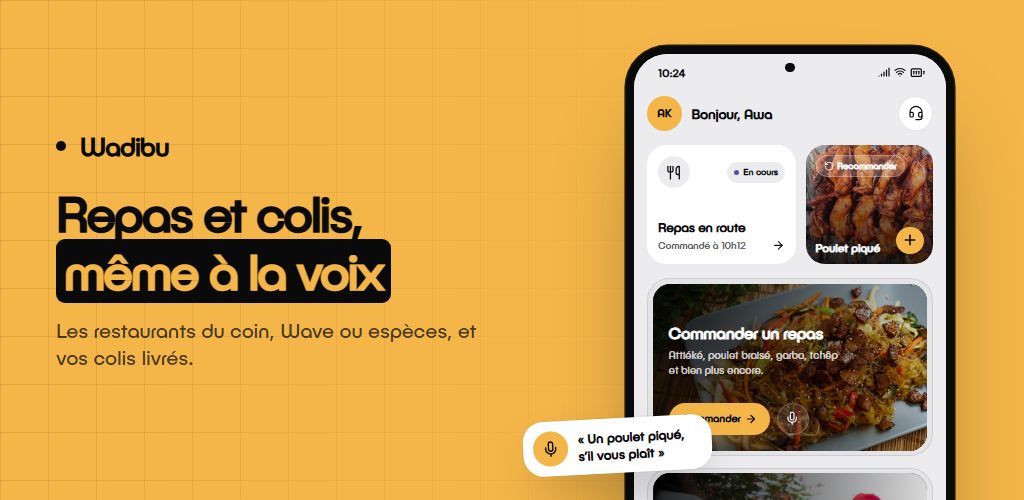 Wadibu
Repas et colis,
même à la voix
Les restaurants du coin, Wave ou espèces, et
vos colis livrés.
10:24
AK
Bonjour, Awa
En cours
Repas en route
Commandé à 10h12
Recommander
Poulet piqué
Commander un repas
Attiéké, poulet braisé, garba, tchêp
et bien plus encore.
mander
« Un poulet piqué,
s'il vous plaît »